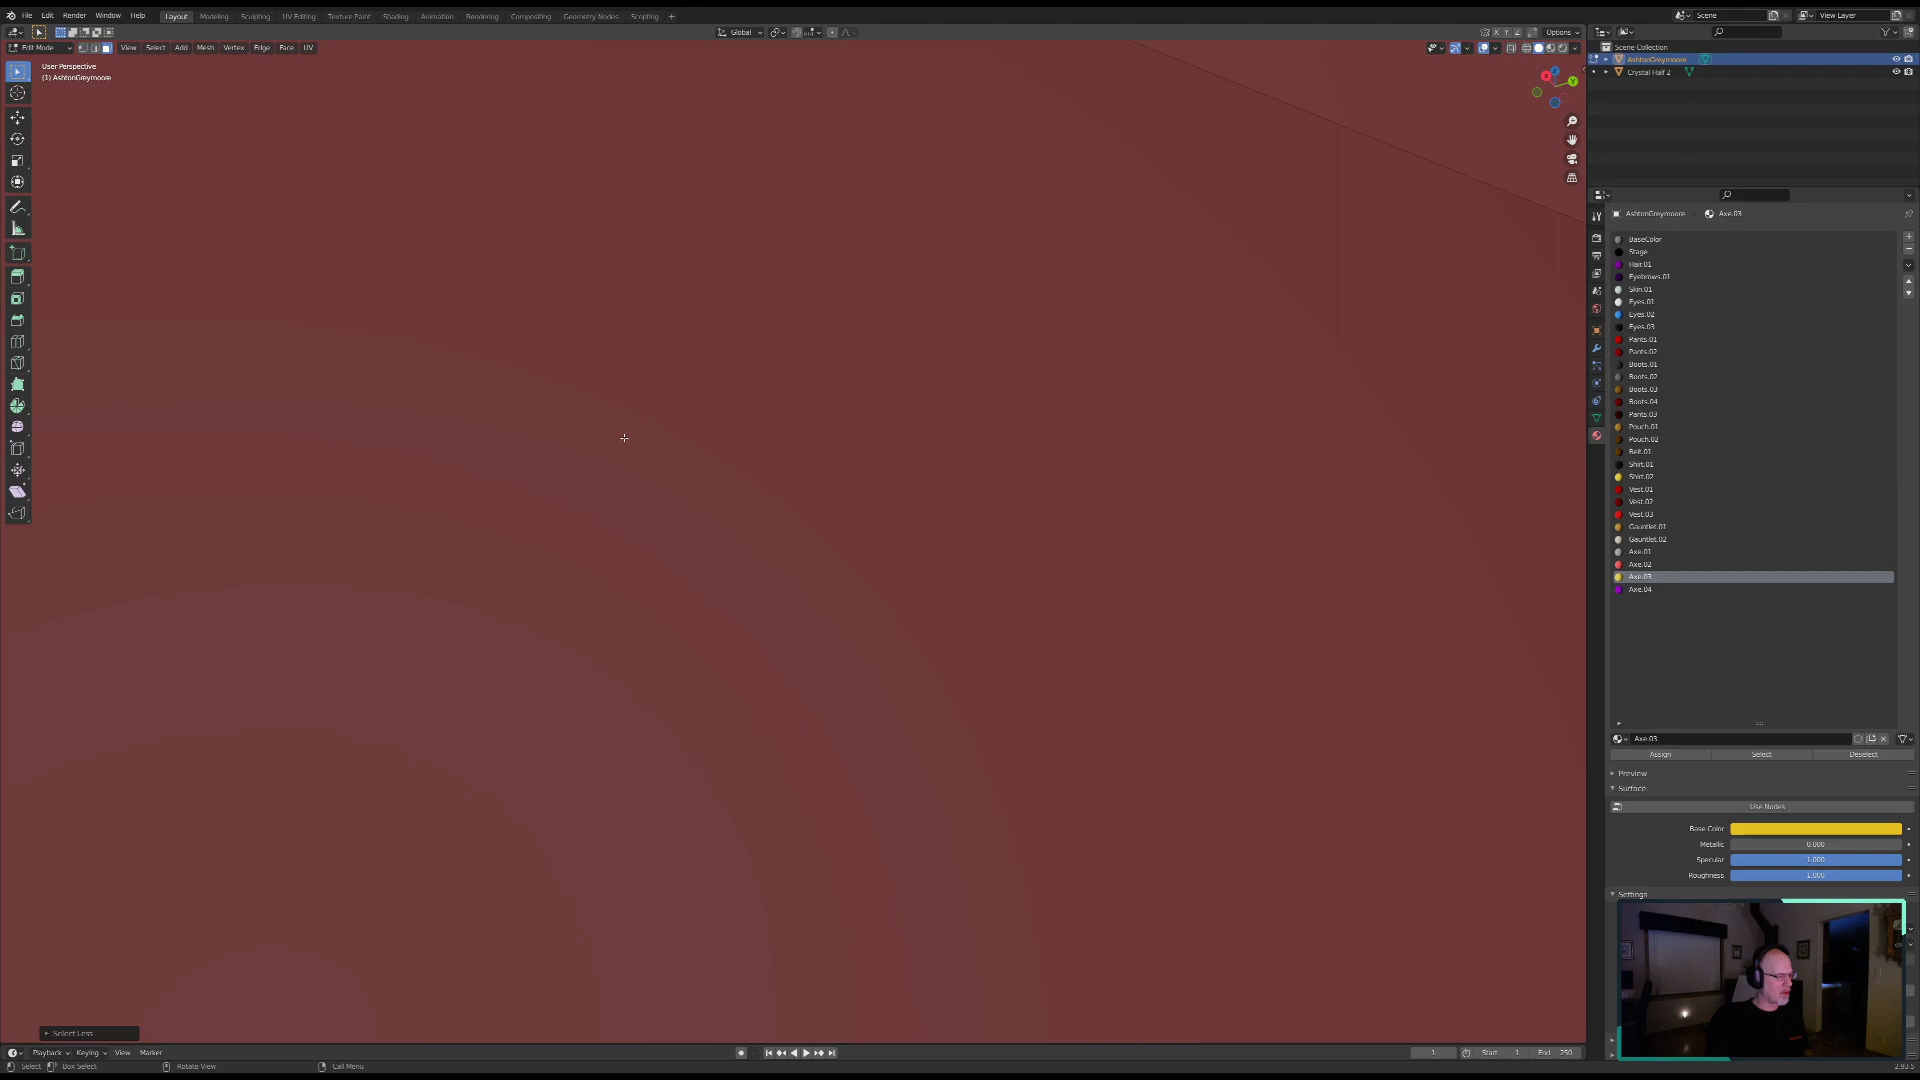 File Edit Render Window Help Layout Modeling Sculpting UV Editing Texture Paint Shading Animation Rendering Compositing Geometry Nodes Scripting + Scene View Layer
Global Options
Edit Mode View Select Add Mesh Vertex Edge Face UV
User Perspective
(1) AshtonGreymoore
Scene Collection
AshtonGreymoore
Crystal Half 2
AshtonGreymoore Axe.03
BaseColor
Stage
Hair.01
Eyebrows.01
Skin.01
Eyes.01
Eyes.02
Eyes.03
Pants.01
Pants.02
Boots.01
Boots.02
Boots.03
Boots.04
Pants.03
Pouch.01
Pouch.02
Belt.01
Shirt.01
Shirt.02
Vest.01
Vest.02
Vest.03
Gauntlet.01
Gauntlet.02
Axe.01
Axe.02
Axe.03
Axe.04
Axe.03
Assign Select Deselect
Preview
Surface
Use Nodes
Base Color
Metallic 0.000
Specular 1.000
Roughness 1.000
Settings
Select Less
Playback Keying View Marker 1 Start 1 End 250
Select Box Select Rotate View Call Menu 2.93.5
X Y Z
X Y Z